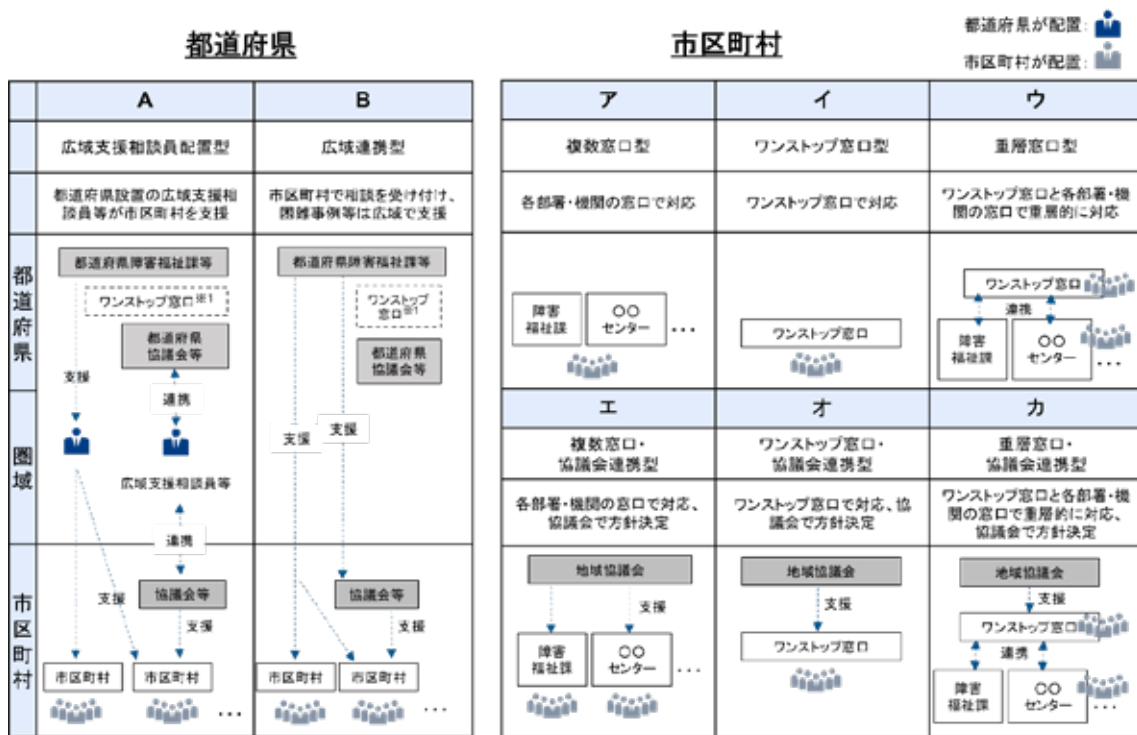 都道府県
市区町村
都道府県が配置:
市区町村が配置:
A
B
広域支援相談員配置型
広域連携型
都道府県設置の広域支援相
談員等が市区町村を支援
市区町村で相談を受け付け、
困難事例等は広域で支援
都道府県
都道府県障害福祉課等
ワンストップ窓口※1
都道府県
協議会等
支援
連携
都道府県障害福祉課等
ワンストップ
窓口※1
都道府県
協議会等
圏域
広域支援相談員等
連携
支援
支援
市区町村
支援
協議会等
支援
市区町村
市区町村
…
協議会等
支援
市区町村
市区町村
…
ア
イ
ウ
複数窓口型
ワンストップ窓口型
重層窓口型
各部署・機関の窓口で対応
ワンストップ窓口で対応
ワンストップ窓口と各部署・機
関の窓口で重層的に対応
障害
福祉課
〇〇
センター
…
ワンストップ窓口
ワンストップ窓口
連携
障害
福祉課
〇〇
センター
…
エ
オ
カ
複数窓口・
協議会連携型
ワンストップ窓口・
協議会連携型
重層窓口・
協議会連携型
各部署・機関の窓口で対応、
協議会で方針決定
ワンストップ窓口で対応、協
議会で方針決定
ワンストップ窓口と各部署・機
関の窓口で重層的に対応、
協議会で方針決定
地域協議会
支援
障害
福祉課
〇〇
センター
…
地域協議会
支援
ワンストップ窓口
地域協議会
支援
ワンストップ窓口
連携
障害
福祉課
〇〇
センター
…